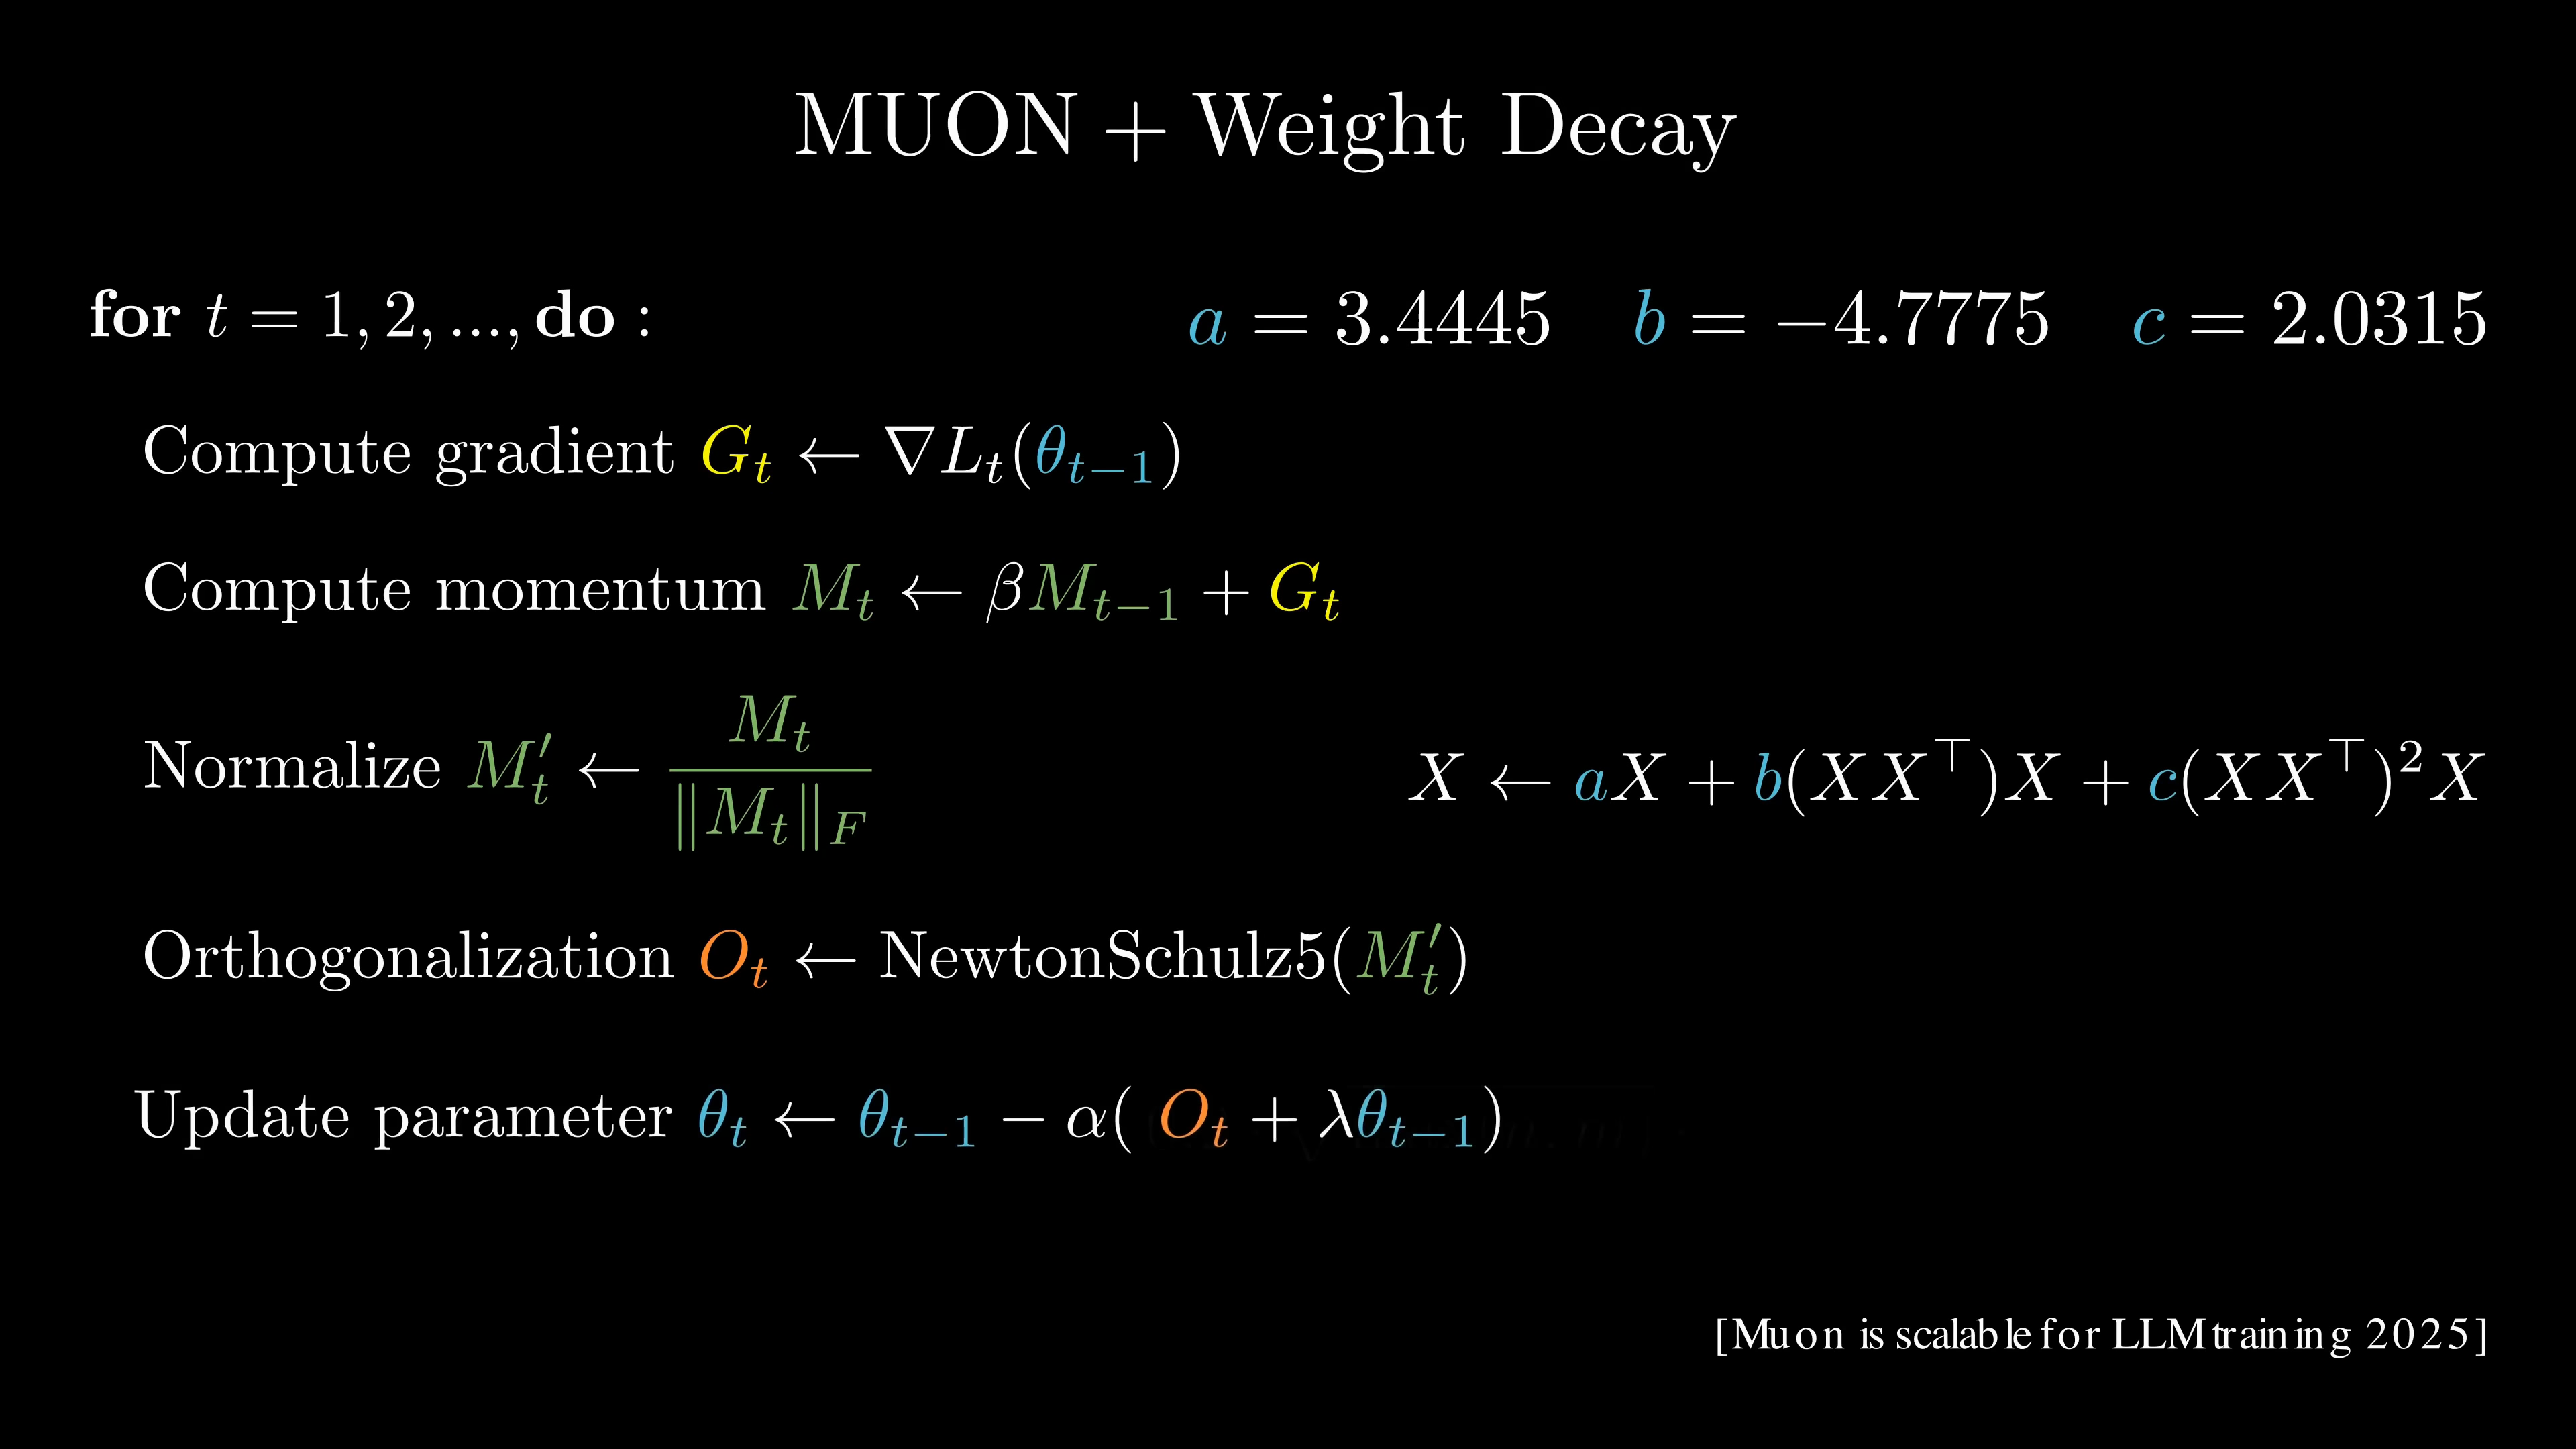 MUON + Weight Decay
for t = 1, 2, ..., do :
a = 3.4445 b = −4.7775 c = 2.0315
Compute gradient G_t ← ∇L_t(θ_{t−1})
Compute momentum M_t ← βM_{t−1} + G_t
Normalize M′_t ← M_t / ‖M_t‖_F
X ← aX + b(XX^⊤)X + c(XX^⊤)^2X
Orthogonalization O_t ← NewtonSchulz5(M′_t)
Update parameter θ_t ← θ_{t−1} − α( O_t + λθ_{t−1})
[Muon is scalable for LLM training 2025]